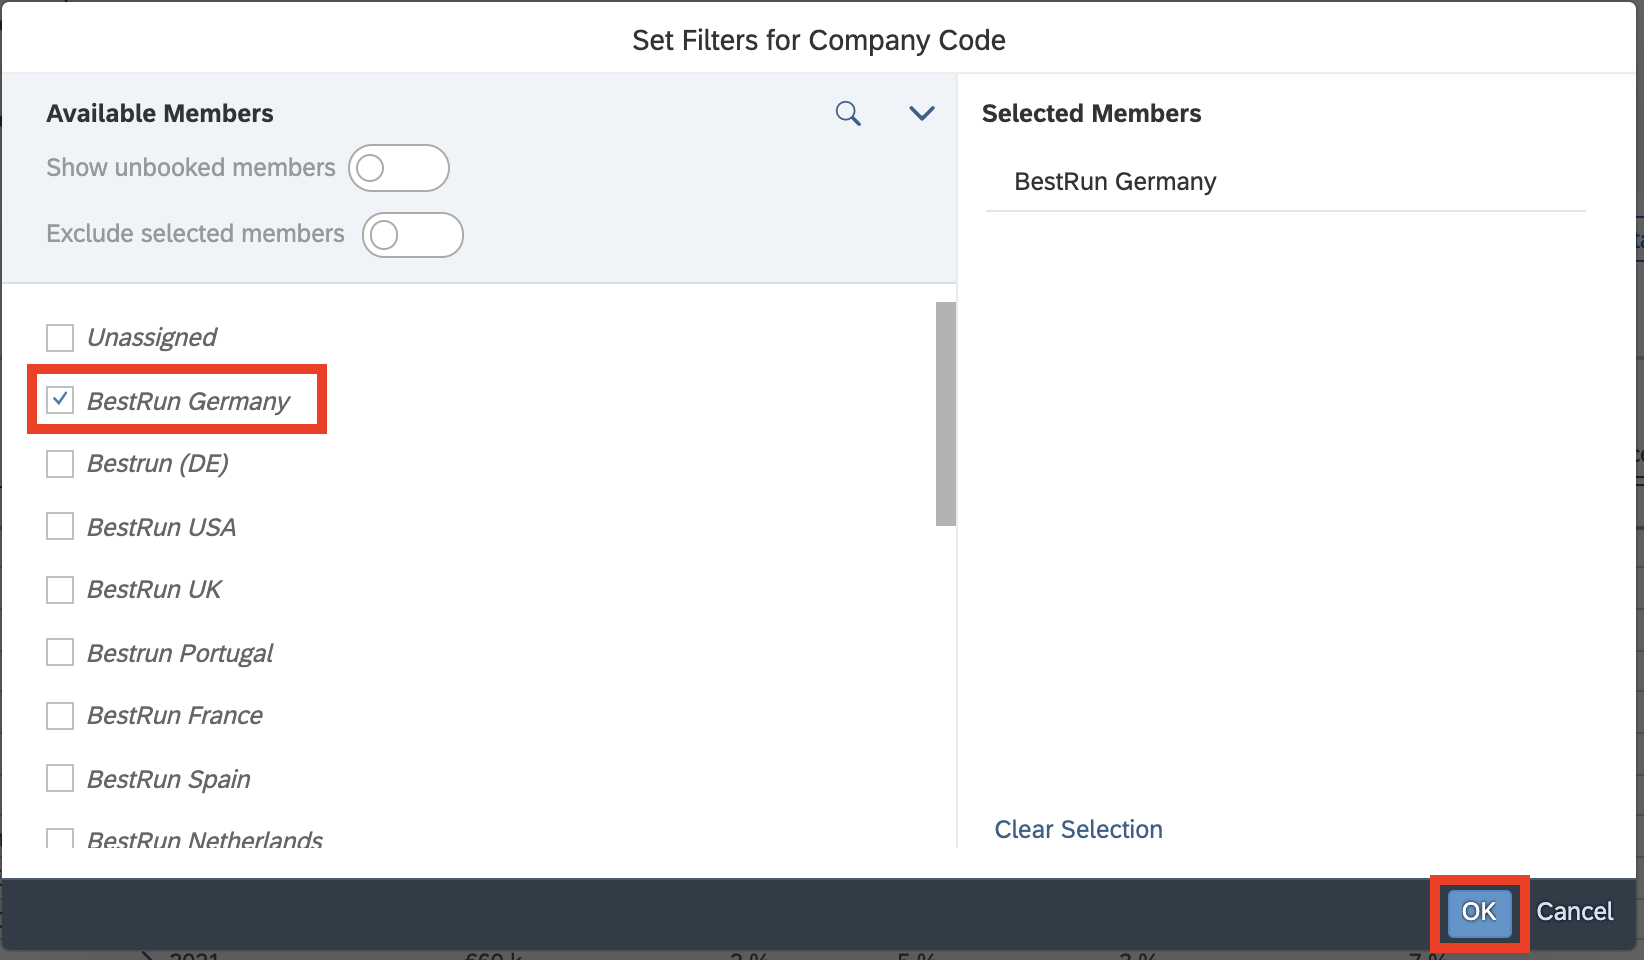 Set Filters for Company Code
Available Members
Show unbooked members
Exclude selected members
Unassigned
BestRun Germany
Bestrun (DE)
BestRun USA
BestRun UK
Bestrun Portugal
BestRun France
BestRun Spain
BestRun Netherlands
Selected Members
BestRun Germany
Clear Selection
OK Cancel